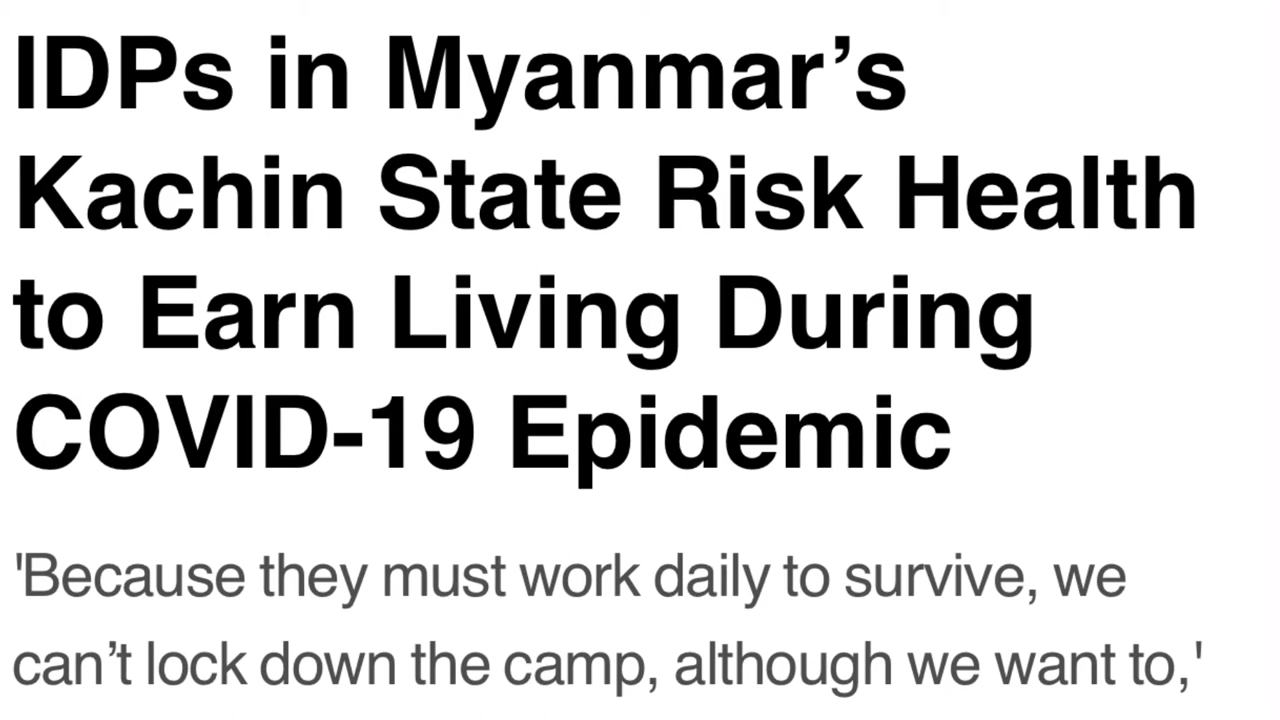 IDPs in Myanmar’s
Kachin State Risk Health
to Earn Living During
COVID-19 Epidemic
'Because they must work daily to survive, we
can’t lock down the camp, although we want to,'